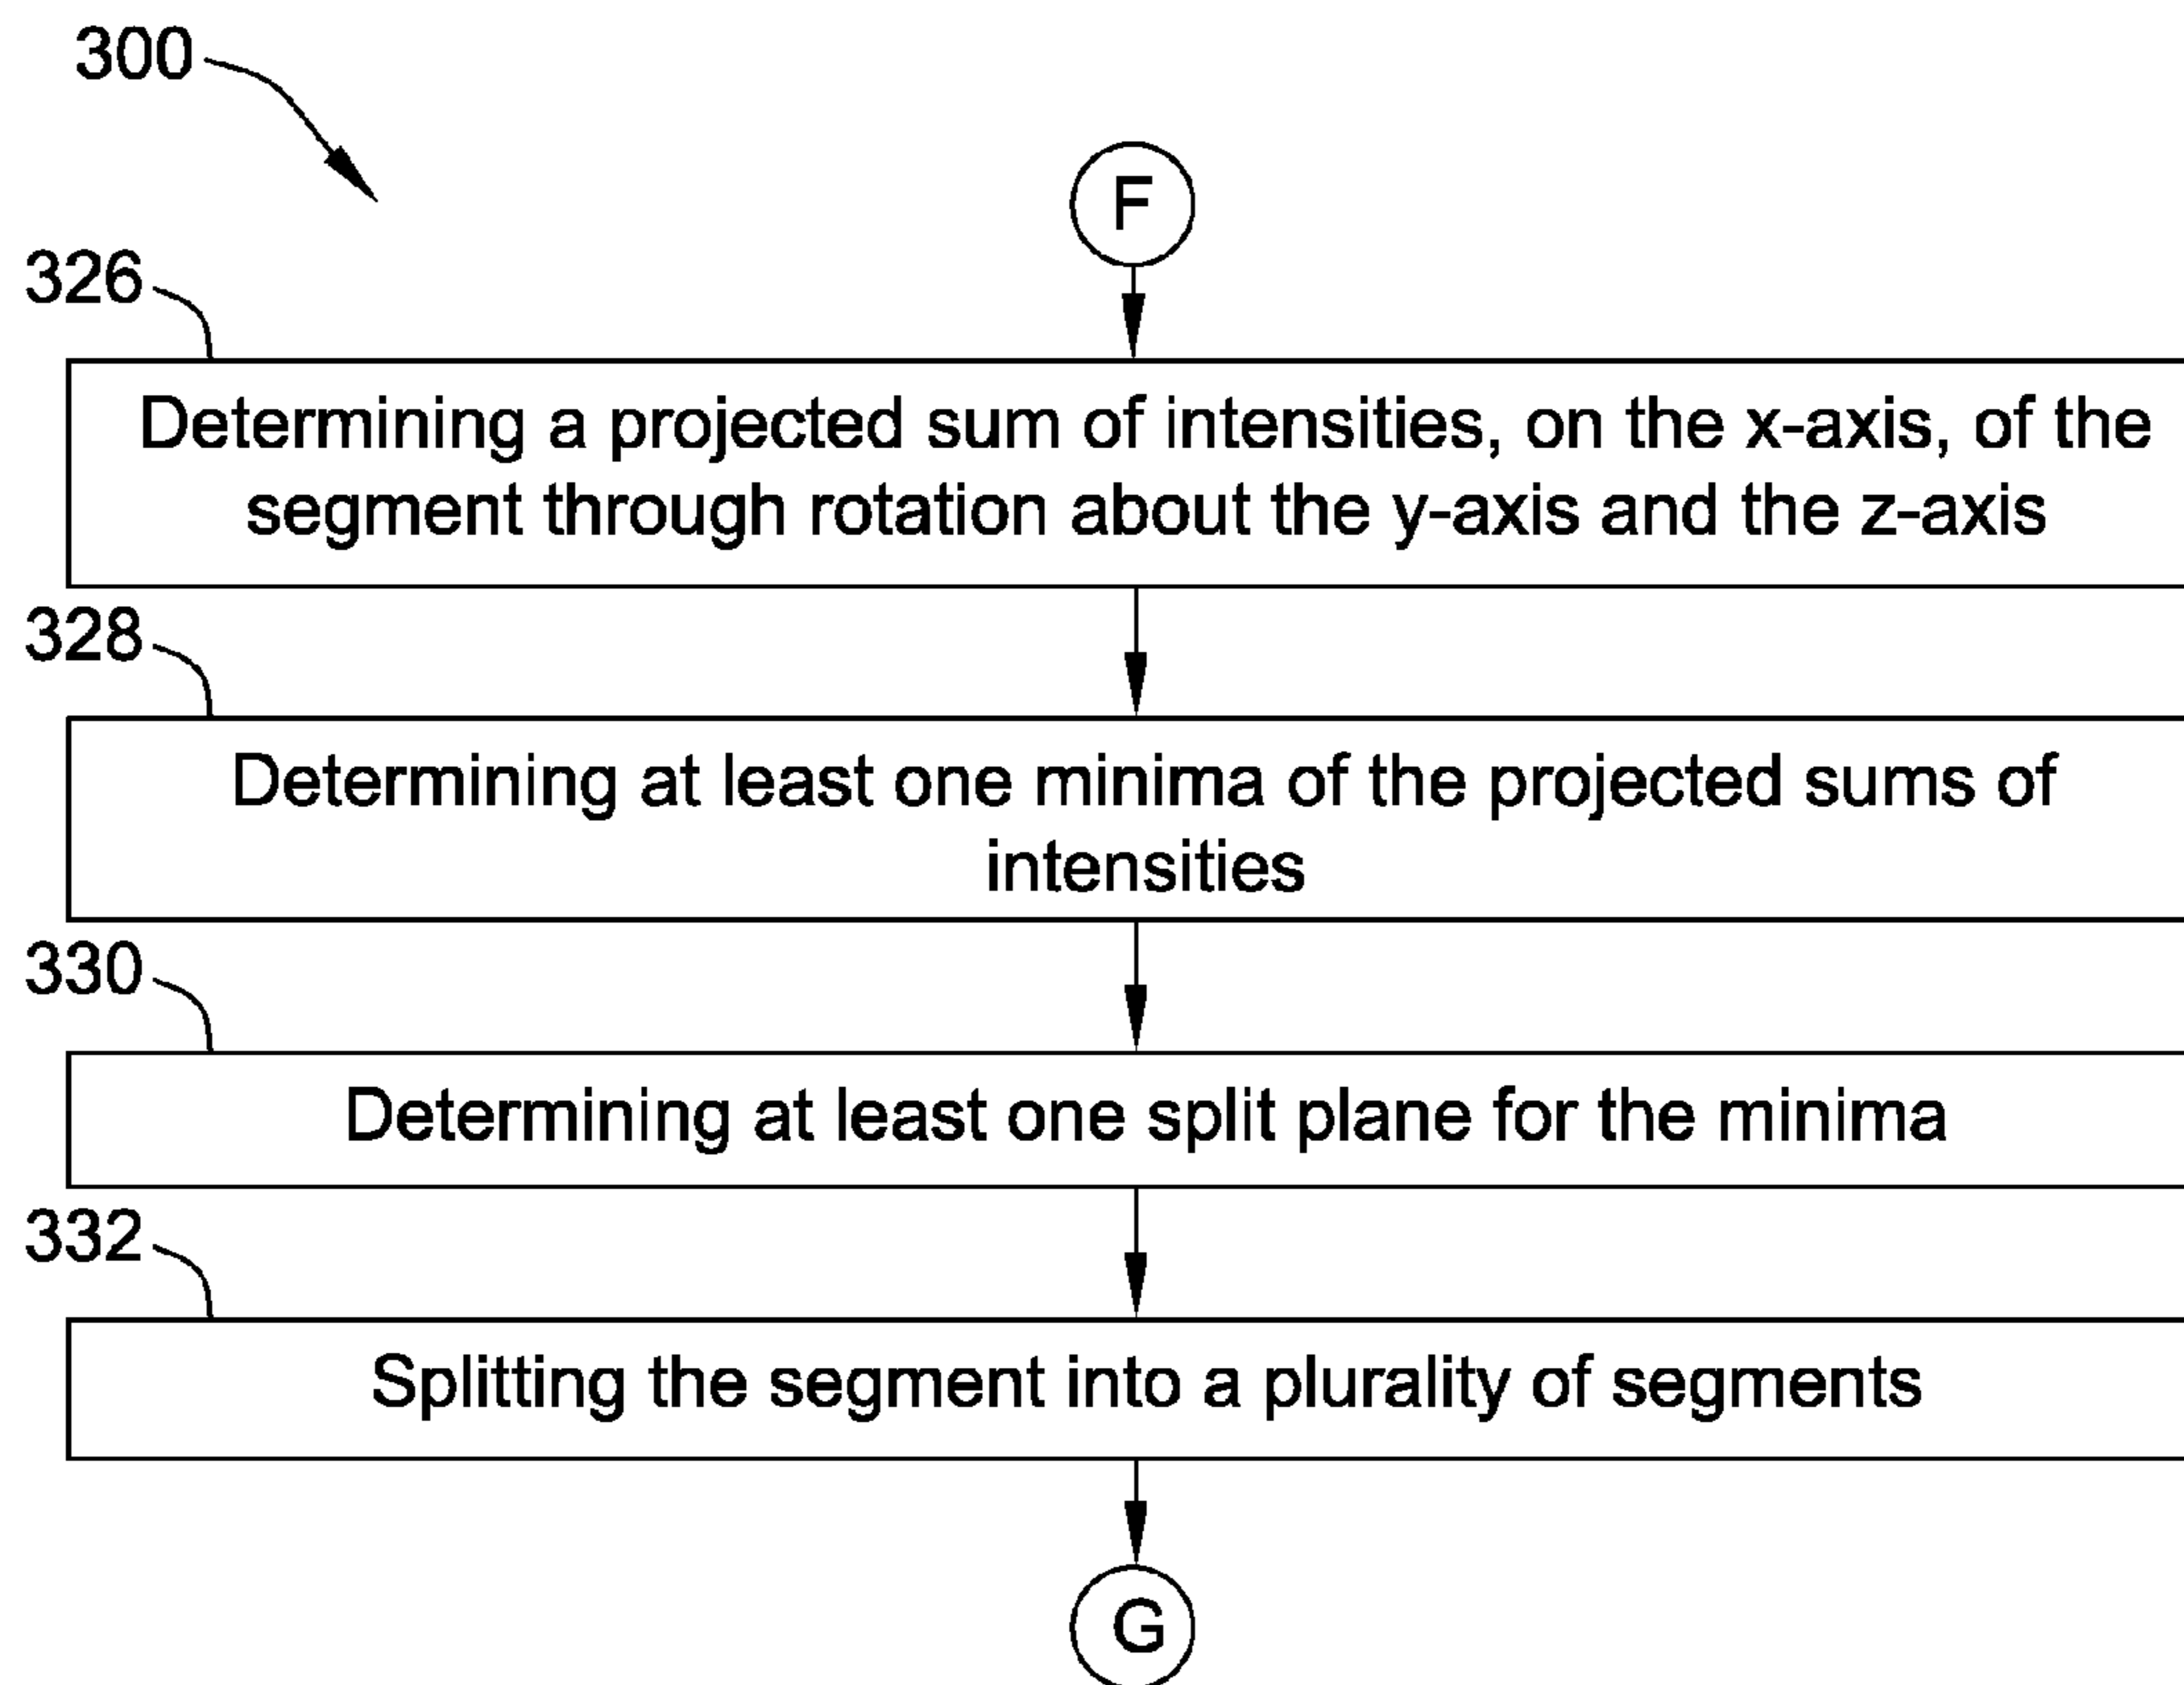 300
F
326
Determining a projected sum of intensities, on the x-axis, of the
segment through rotation about the y-axis and the z-axis
328
Determining at least one minima of the projected sums of
intensities
330
Determining at least one split plane for the minima
332
Splitting the segment into a plurality of segments
G